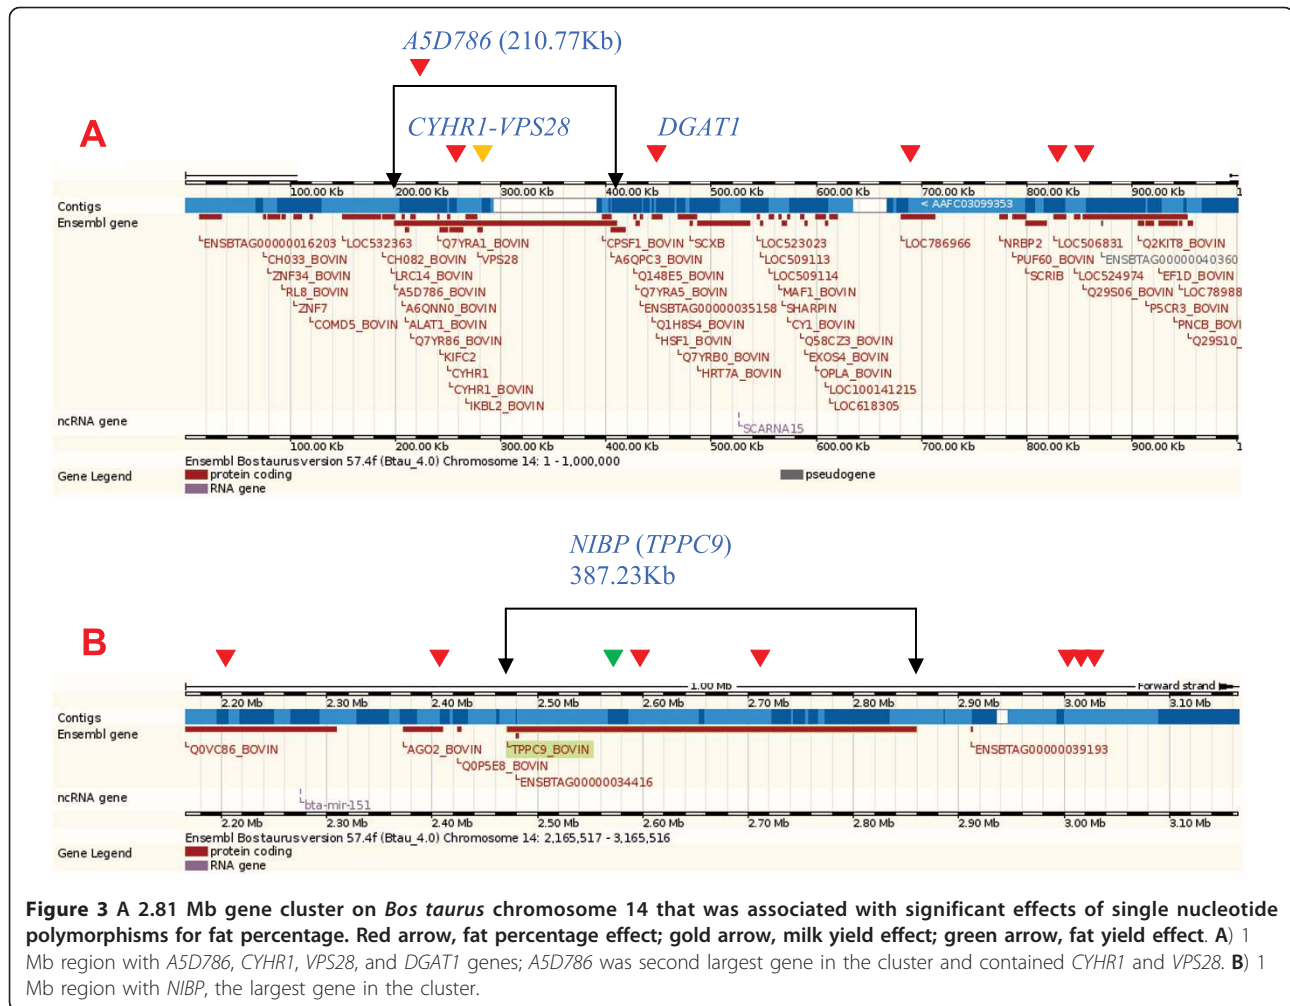 A5D786 (210.77Kb)
A
CYHR1-VPS28
DGAT1
100.00 Kb 200.00 Kb 300.00 Kb 400.00 Kb 500.00 Kb 600.00 Kb 700.00 Kb 800.00 Kb 900.00 Kb 1
Contigs
< AAFC03099353
Ensembl gene
ENSBTAG00000016203 LOC532363 Q7YRA1_BOVIN CPSF1_BOVIN SCXB LOC523023 LOC786966 NRBP2 LOC506831 Q2KIT8_BOVIN
CH033_BOVIN CH082_BOVIN VPS28 A6QPC3_BOVIN LOC509113 PUF60_BOVIN ENSBTAG00000040360
ZNF34_BOVIN LRC14_BOVIN Q148E5_BOVIN LOC509114 SCRIB LOC524974 EF1D_BOVIN
RL8_BOVIN A5D786_BOVIN Q7YRA5_BOVIN MAF1_BOVIN Q29S06_BOVIN LOC78988
ZNF7 A6QNN0_BOVIN ENSBTAG00000035158 SHARPIN P5CR3_BOVIN
COMD5_BOVIN ALAT1_BOVIN Q1H8S4_BOVIN CY1_BOVIN PNCB_BOVI
Q7YR86_BOVIN HSF1_BOVIN Q58CZ3_BOVIN Q29S10_
KIFC2 Q7YRB0_BOVIN EXOS4_BOVIN
CYHR1 HRT7A_BOVIN OPLA_BOVIN
CYHR1_BOVIN LOC100141215
IKBL2_BOVIN LOC618305
ncRNA gene
SCARNA15
100.00 Kb 200.00 Kb 300.00 Kb 400.00 Kb 500.00 Kb 600.00 Kb 700.00 Kb 800.00 Kb 900.00 Kb 1
Ensembl Bos taurus version 57.4f (Btau_4.0) Chromosome 14: 1 - 1,000,000
Gene Legend
protein coding
pseudogene
RNA gene
NIBP (TPPC9)
387.23Kb
B
1.00 Mb Forward strand
2.20 Mb 2.30 Mb 2.40 Mb 2.50 Mb 2.60 Mb 2.70 Mb 2.80 Mb 2.90 Mb 3.00 Mb 3.10 Mb
Contigs
Ensembl gene
Q0VC86_BOVIN AGO2_BOVIN TPPC9_BOVIN ENSBTAG00000039193
Q0P5E8_BOVIN
ENSBTAG00000034416
ncRNA gene
bta-mir-151
2.20 Mb 2.30 Mb 2.40 Mb 2.50 Mb 2.60 Mb 2.70 Mb 2.80 Mb 2.90 Mb 3.00 Mb 3.10 Mb
Ensembl Bos taurus version 57.4f (Btau_4.0) Chromosome 14: 2,165,517 - 3,165,516
Gene Legend
protein coding
RNA gene
Figure 3 A 2.81 Mb gene cluster on Bos taurus chromosome 14 that was associated with significant effects of single nucleotide
polymorphisms for fat percentage. Red arrow, fat percentage effect; gold arrow, milk yield effect; green arrow, fat yield effect. A) 1
Mb region with A5D786, CYHR1, VPS28, and DGAT1 genes; A5D786 was second largest gene in the cluster and contained CYHR1 and VPS28. B) 1
Mb region with NIBP, the largest gene in the cluster.